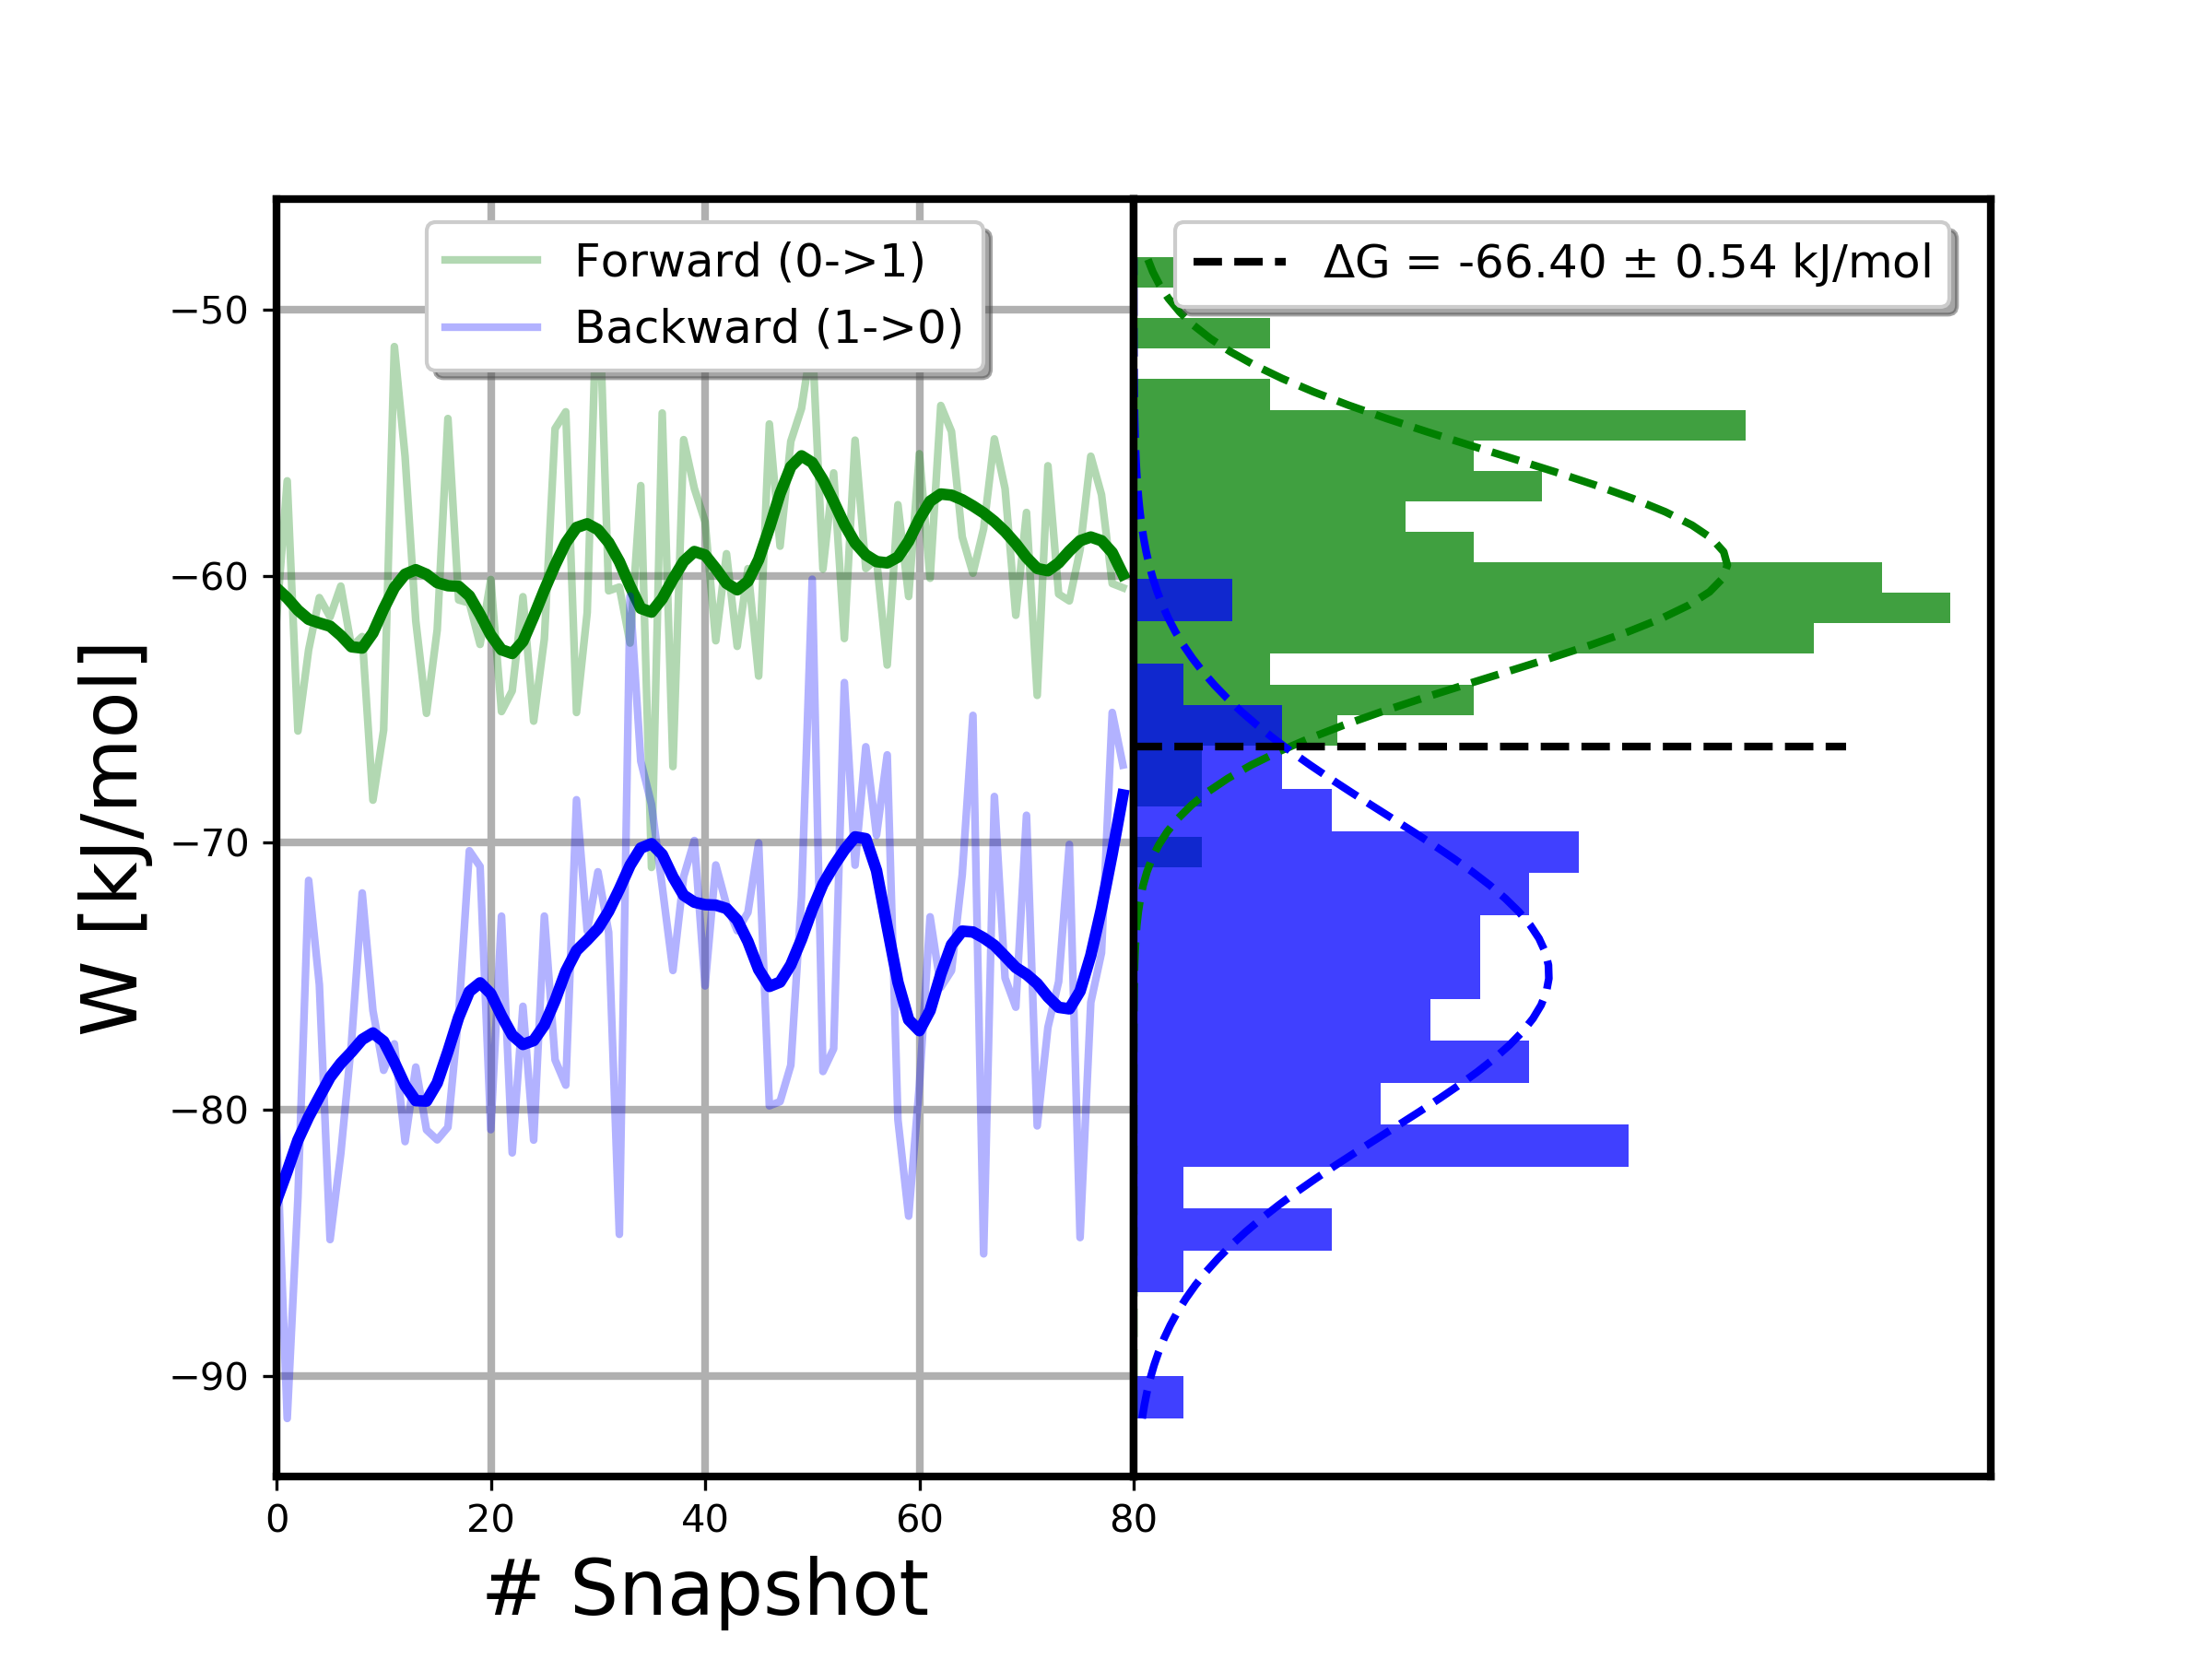 Forward (0->1)
Backward (1->0)
ΔG = -66.40 ± 0.54 kJ/mol
−50
−60
−70
−80
−90
W [kJ/mol]
0 20 40 60 80
# Snapshot